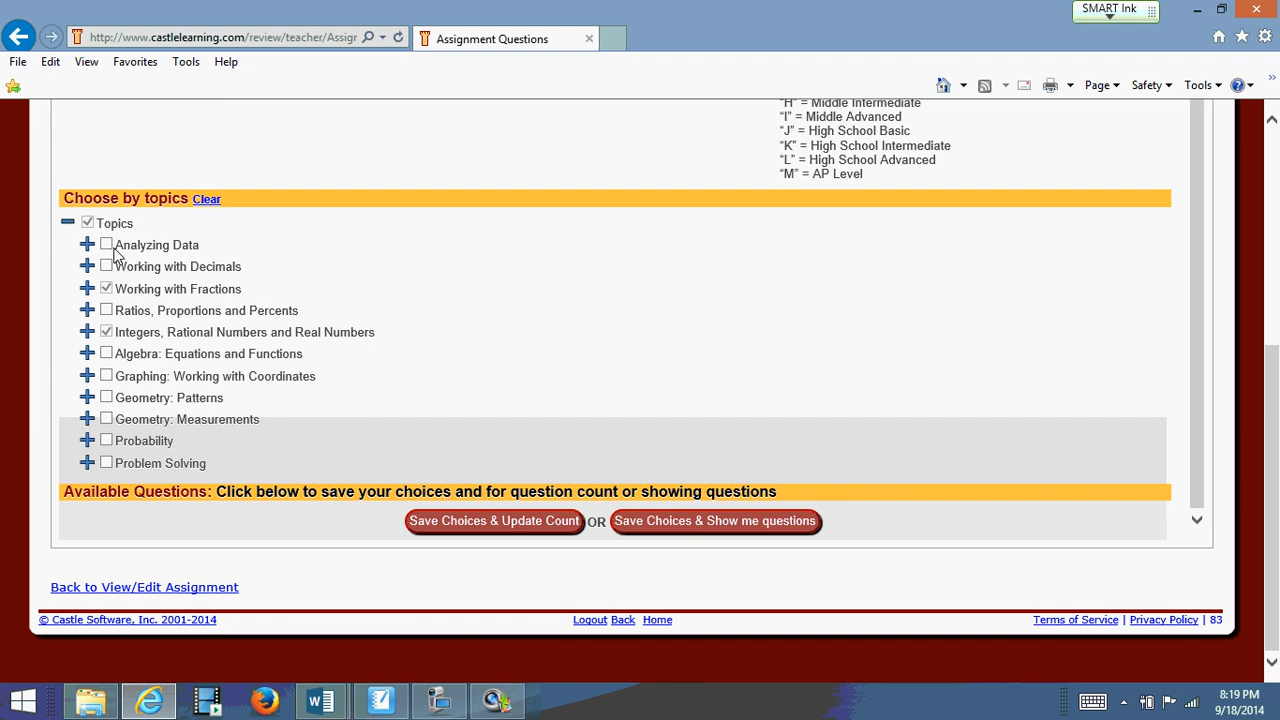 SMART Ink
http://www.castlelearning.com/review/teacher/Assigr
Assignment Questions
File Edit View Favorites Tools Help
Page Safety Tools
"H" = Middle Intermediate
"I" = Middle Advanced
"J" = High School Basic
"K" = High School Intermediate
"L" = High School Advanced
"M" = AP Level
Choose by topics Clear
Topics
Analyzing Data
Working with Decimals
Working with Fractions
Ratios, Proportions and Percents
Integers, Rational Numbers and Real Numbers
Algebra: Equations and Functions
Graphing: Working with Coordinates
Geometry: Patterns
Geometry: Measurements
Probability
Problem Solving
Available Questions: Click below to save your choices and for question count or showing questions
Save Choices & Update Count OR Save Choices & Show me questions
Back to View/Edit Assignment
© Castle Software, Inc. 2001-2014 Logout Back Home Terms of Service | Privacy Policy | 83
8:19 PM
9/18/2014